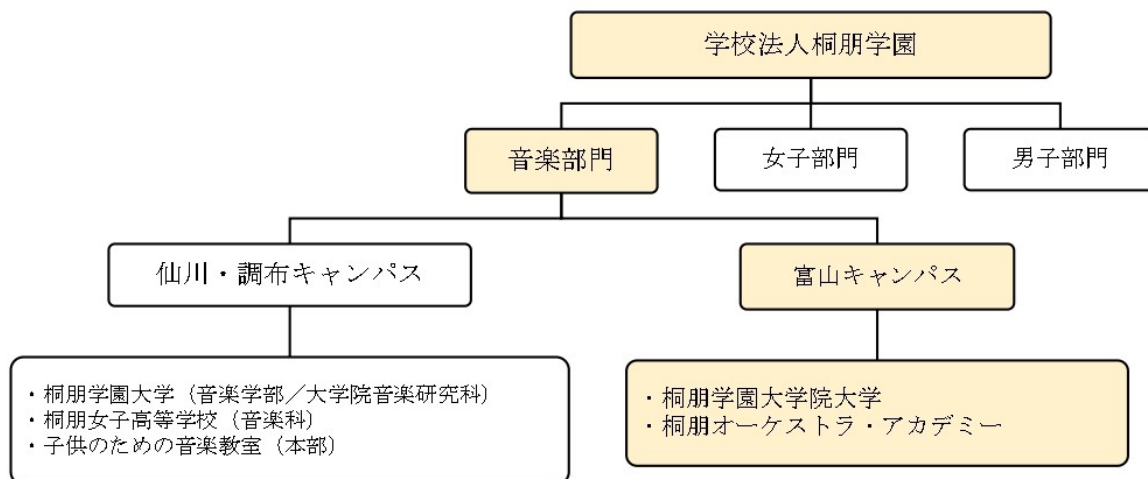 学校法人桐朋学園
音楽部門
女子部門
男子部門
仙川・調布キャンパス
富山キャンパス
・桐朋学園大学（音楽学部／大学院音楽研究科）
・桐朋女子高等学校（音楽科）
・子供のための音楽教室（本部）
・桐朋学園大学院大学
・桐朋オーケストラ・アカデミー